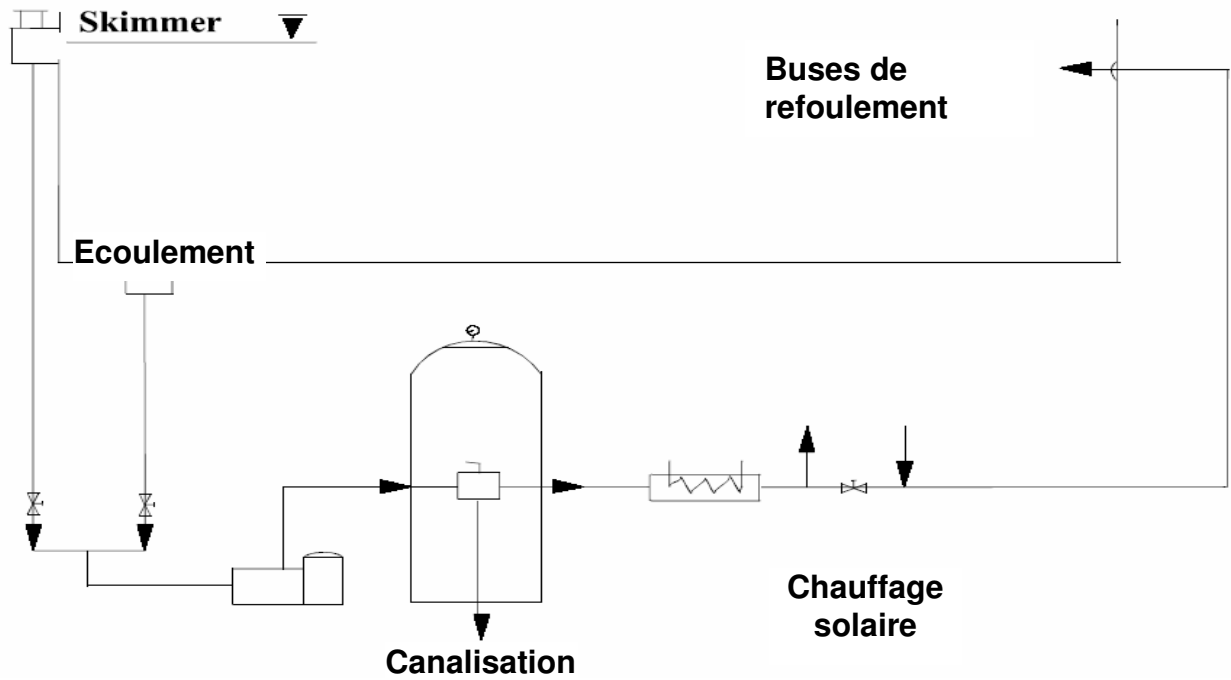 Skimmer
Buses de
refoulement
Ecoulement
Chauffage
solaire
Canalisation